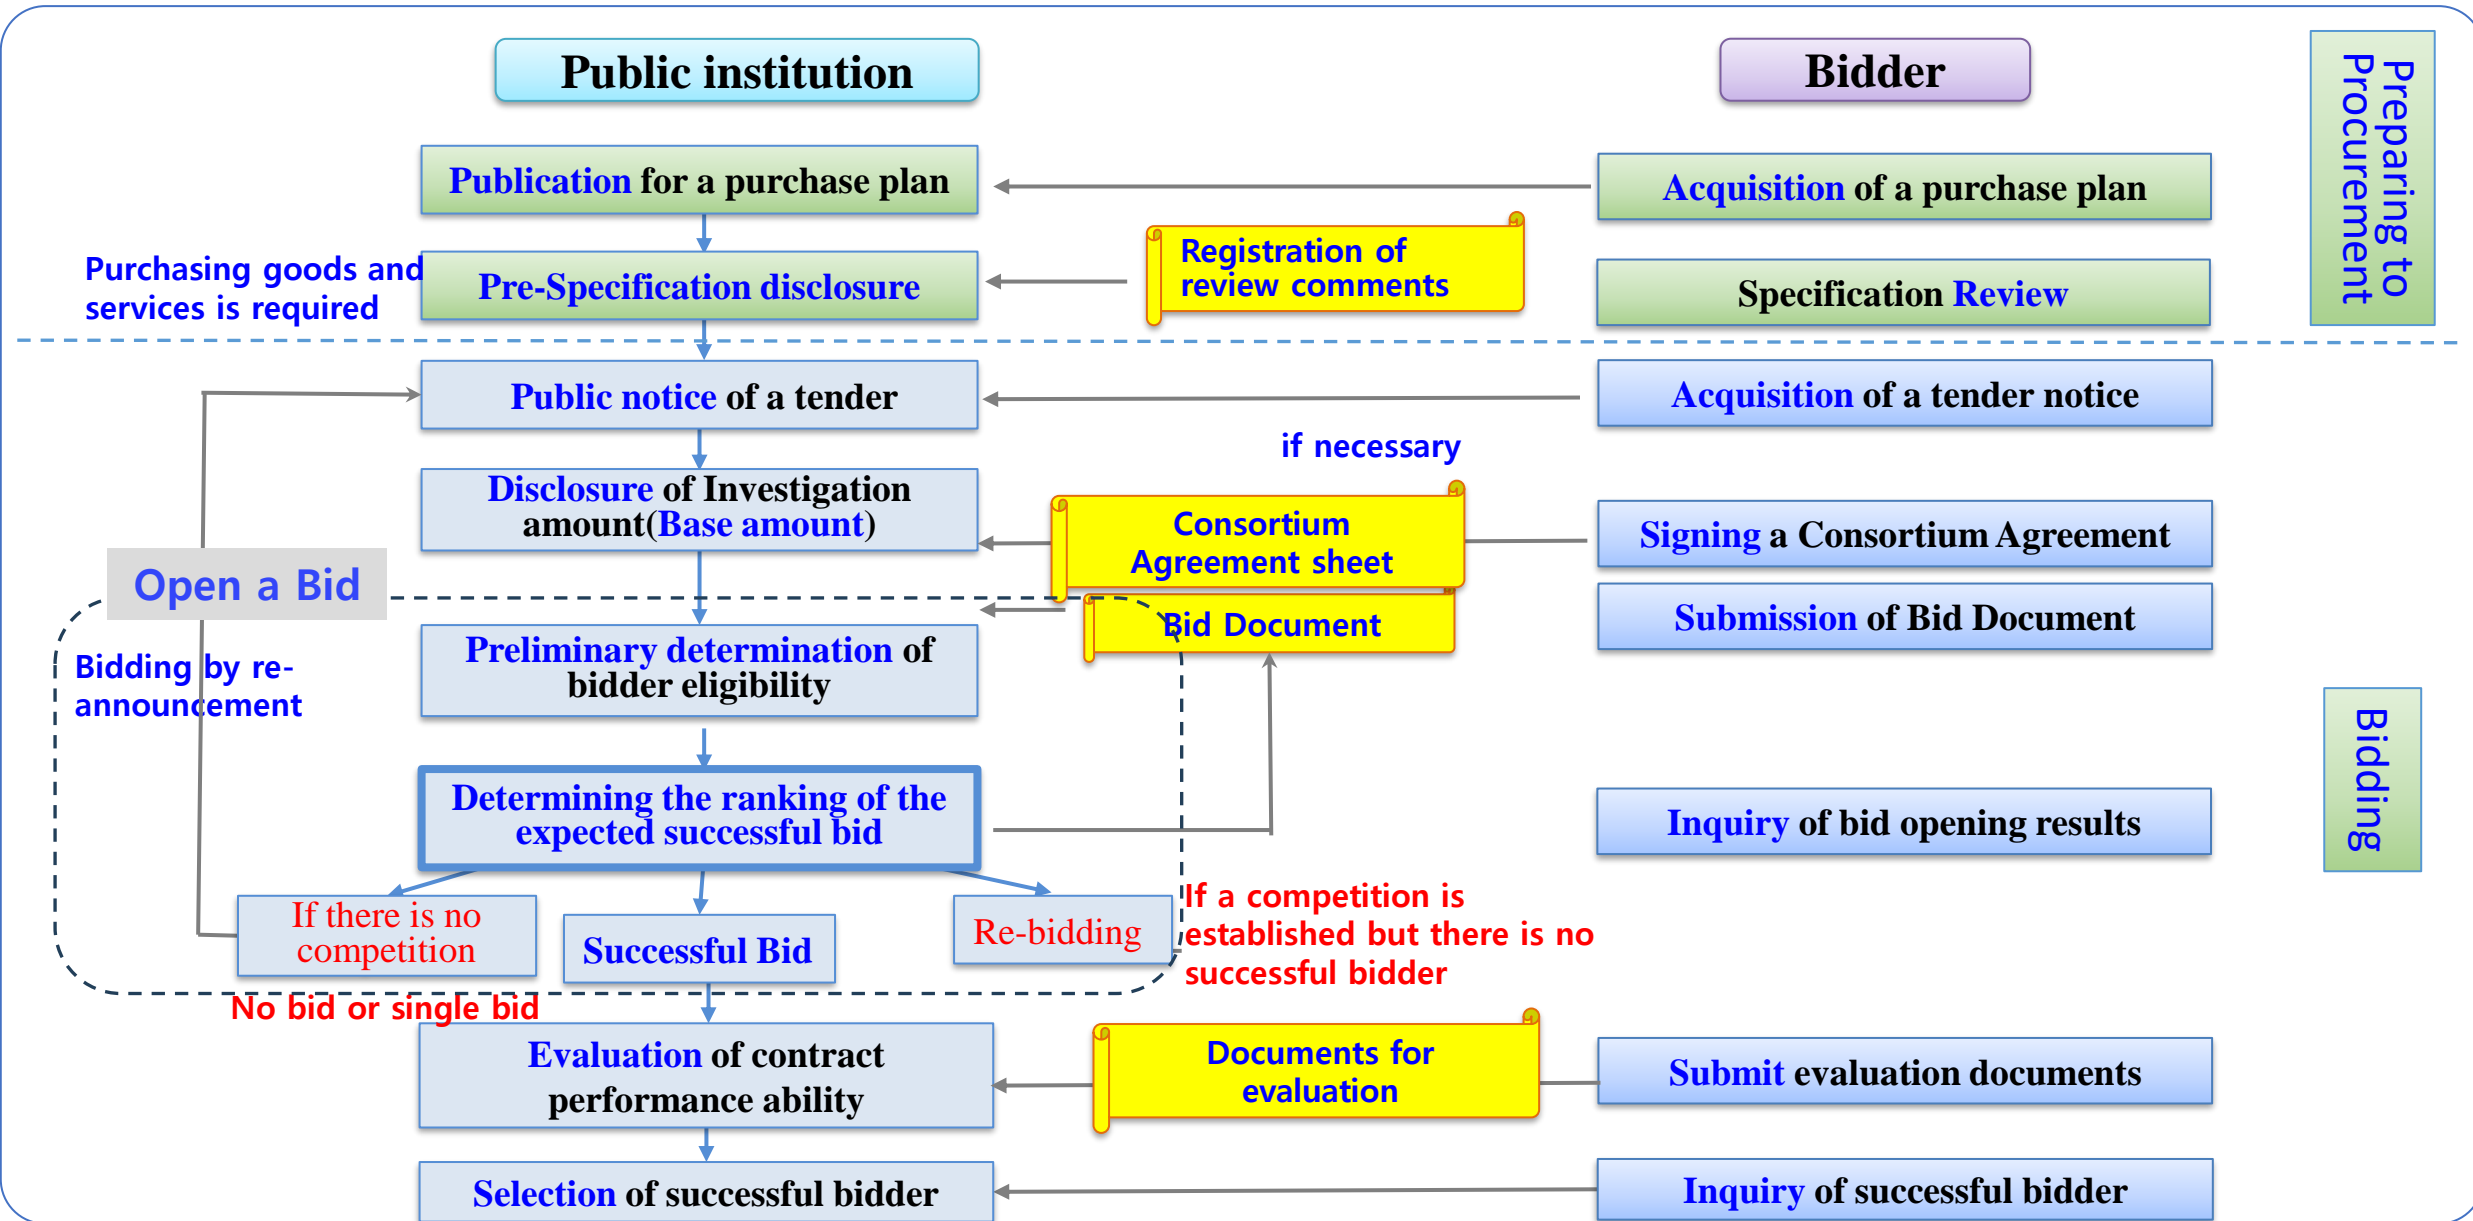 Public institution
Bidder
Preparing to
Procurement
Publication for a purchase plan
Acquisition of a purchase plan
Registration of
review comments
Purchasing goods and
services is required
Pre-Specification disclosure
Specification Review
Public notice of a tender
Acquisition of a tender notice
if necessary
Disclosure of Investigation
amount(Base amount)
Consortium
Agreement sheet
Signing a Consortium Agreement
Open a Bid
Bid Document
Submission of Bid Document
Preliminary determination of
bidder eligibility
Bidding by re-
announcement
Bidding
Determining the ranking of the
expected successful bid
Inquiry of bid opening results
If there is no
competition
Successful Bid
Re-bidding
If a competition is
established but there is no
successful bidder
No bid or single bid
Evaluation of contract
performance ability
Documents for
evaluation
Submit evaluation documents
Selection of successful bidder
Inquiry of successful bidder